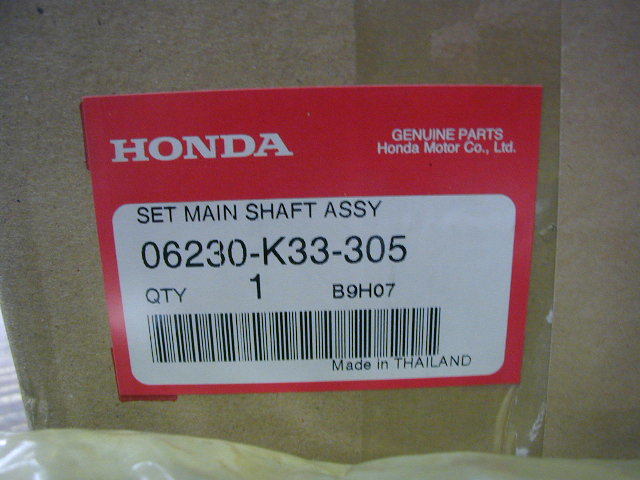 HONDA
GENUINE PARTS
Honda Motor Co., Ltd.
SET MAIN SHAFT ASSY
06230-K33-305
QTY 1 B9H07
Made in THAILAND